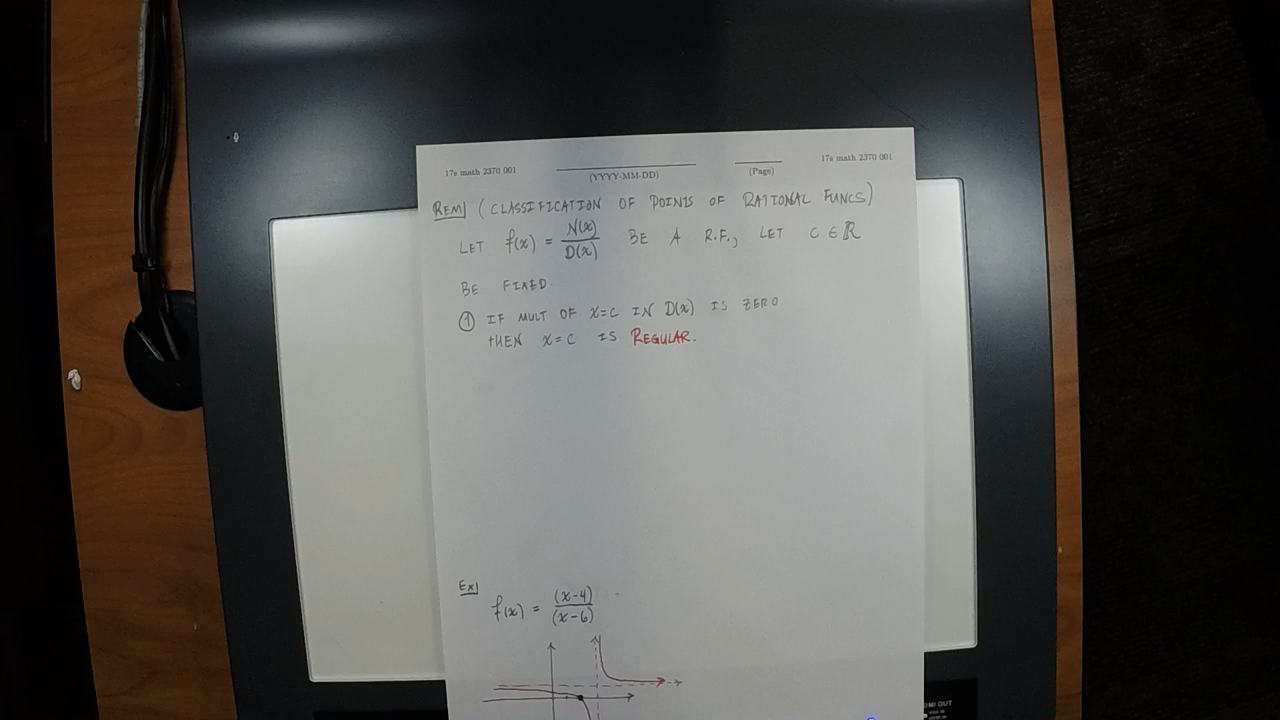 17s math 2370 001
(YYYY-MM-DD)
(Page)
17s math 2370 001
REM (CLASSIFICATION OF POINTS OF RATIONAL FUNCS)
LET f(x) = N(x)/D(x) BE A R.F., LET C ∈ ℝ
BE FIXED.
① IF MULT OF X=C IN D(x) IS ZERO
THEN X=C IS REGULAR.
EX
f(x) = (x-4)/(x-6)